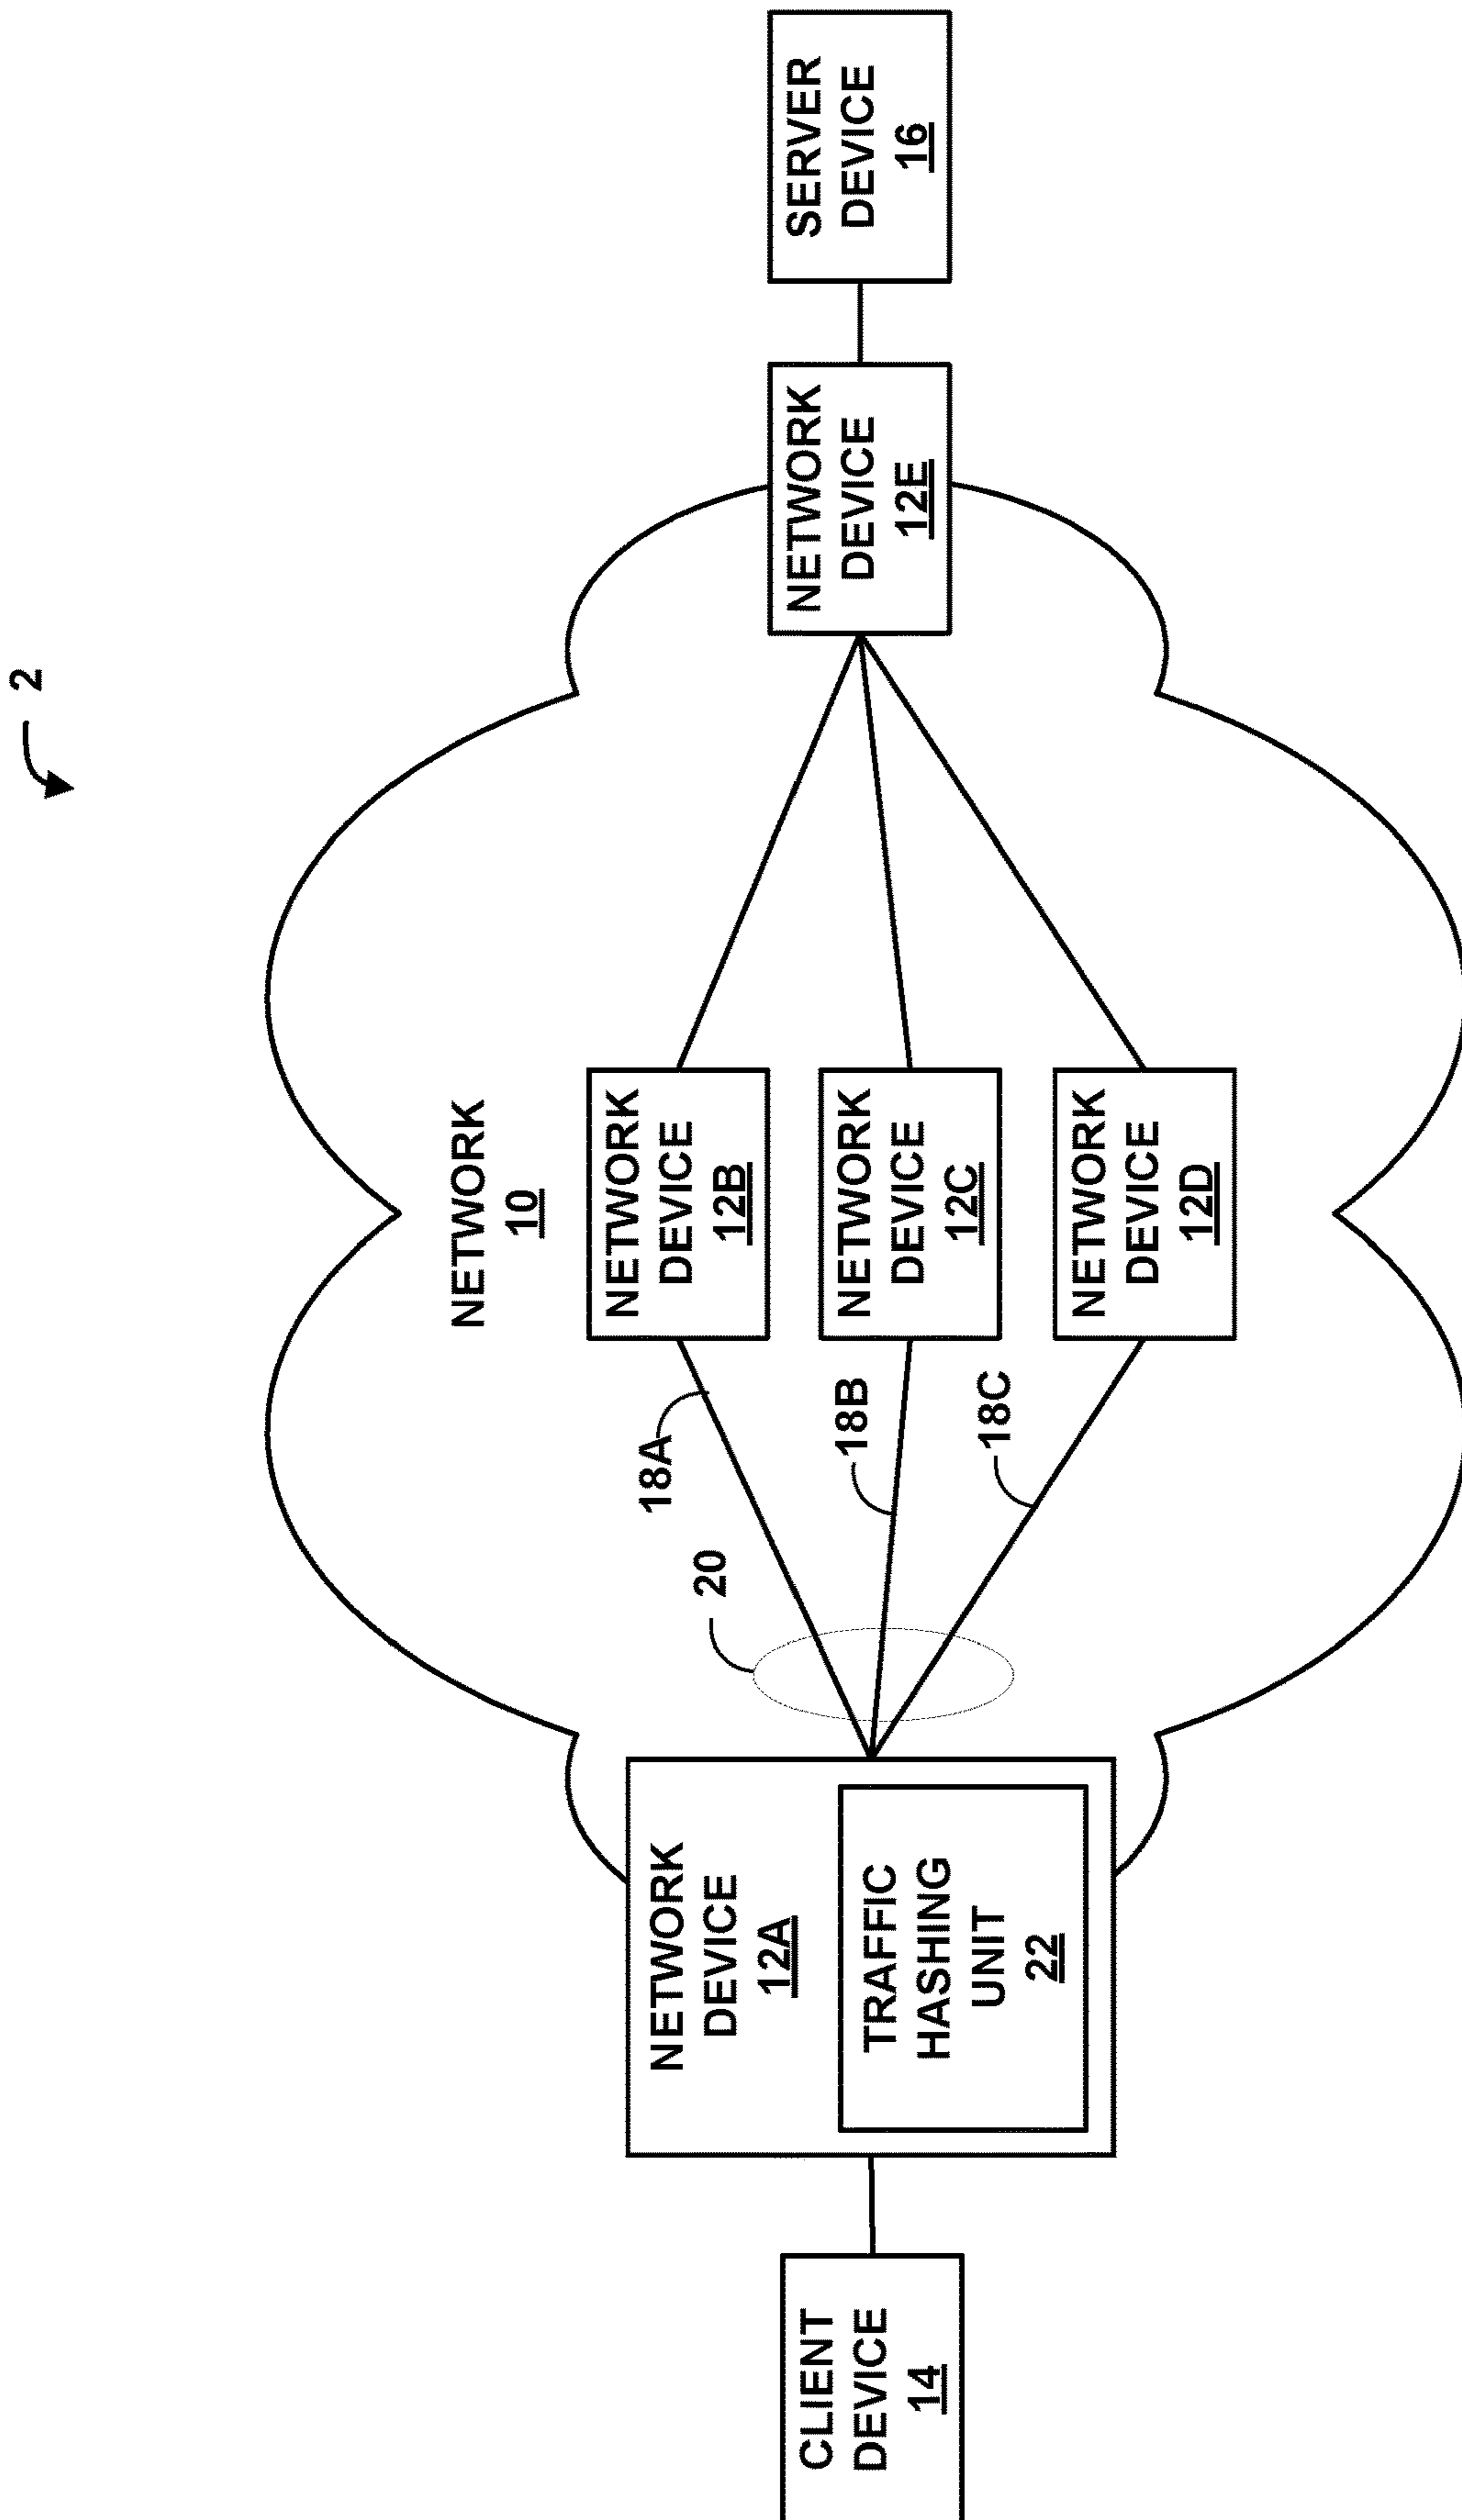 2
NETWORK
10
CLIENT
DEVICE
14
NETWORK
DEVICE
12A
TRAFFIC
HASHING
UNIT
22
20
18A
18B
18C
NETWORK
DEVICE
12B
NETWORK
DEVICE
12C
NETWORK
DEVICE
12D
NETWORK
DEVICE
12E
SERVER
DEVICE
16